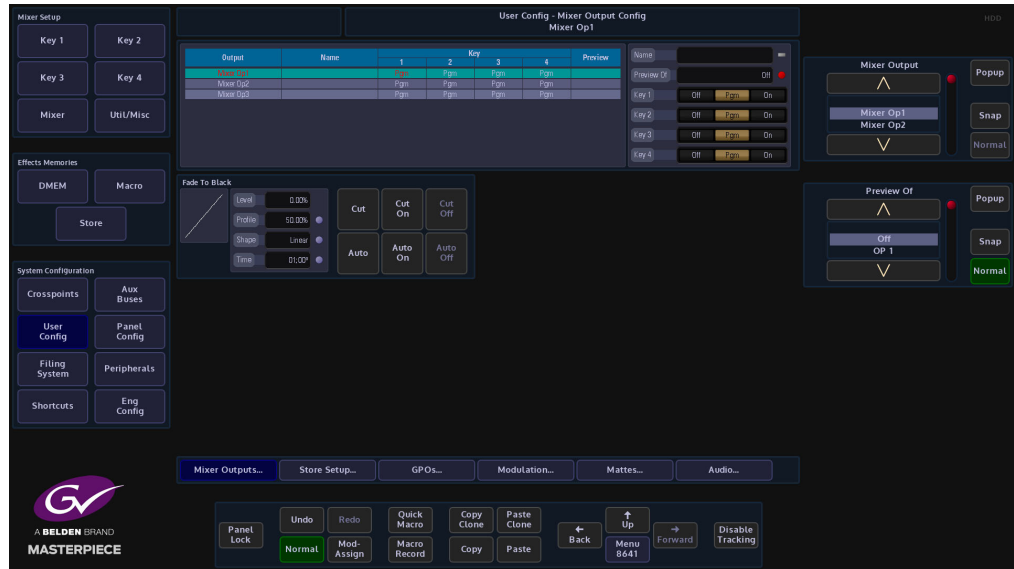 Mixer Setup
Key 1
Key 2
Key 3
Key 4
Mixer
Util/Misc
Effects Memories
DMEM
Macro
Store
System Configuration
Crosspoints
Aux
Buses
User
Config
Panel
Config
Filing
System
Peripherals
Shortcuts
Eng
Config
GV
A BELDEN BRAND
MASTERPIECE
User Config - Mixer Output Config
Mixer Op1
HDD
Output Name Key Preview
1 2 3 4
Mixer Op1 Pgm Pgm Pgm Pgm
Mixer Op2 Pgm Pgm Pgm Pgm
Mixer Op3 Pgm Pgm Pgm Pgm
Name
Preview Of Off
Key 1 Off Pgm On
Key 2 Off Pgm On
Key 3 Off Pgm On
Key 4 Off Pgm On
Fade To Black
Level 0.00%
Profile 50.00%
Shape Linear
Time
Cut
Cut
On
Cut
Off
Auto
Auto
On
Auto
Off
Mixer Output
Mixer Op1
Mixer Op2
Popup
Snap
Normal
Preview Of
Off
OP 1
Popup
Snap
Normal
Mixer Outputs...
Store Setup...
GPOs...
Modulation...
Mattes...
Audio...
Panel
Lock
Undo
Redo
Normal
Mod-
Assign
Quick
Macro
Macro
Record
Copy
Clone
Paste
Clone
Copy
Paste
Back
Up
Menu
8641
Forward
Disable
Tracking